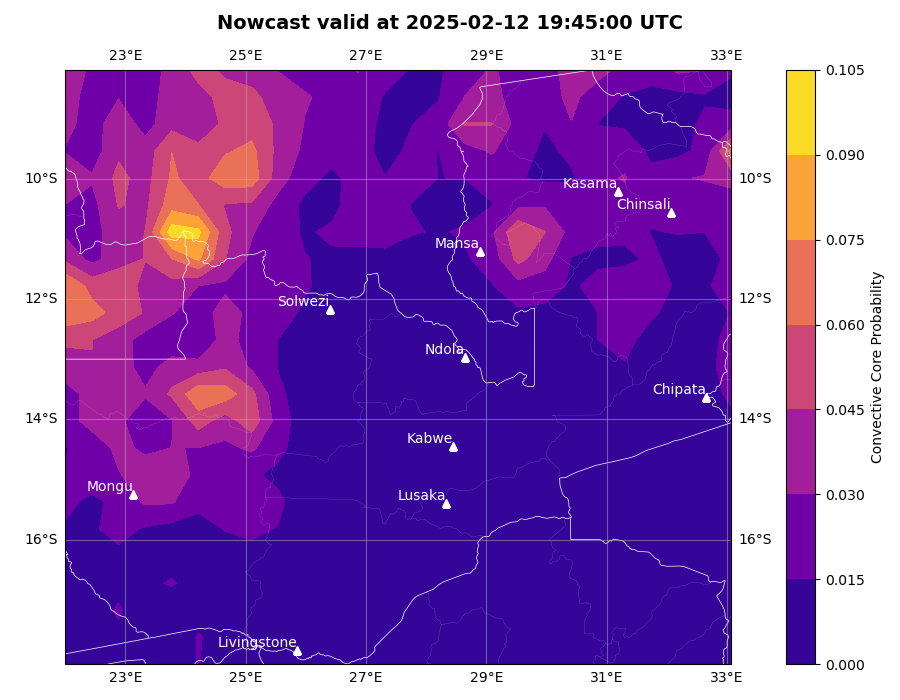 Nowcast valid at 2025-02-12 19:45:00 UTC
23°E 25°E 27°E 29°E 31°E 33°E
0.105
0.090
10°S 10°S
Kasama
Chinsali
0.075
Mansa
12°S 12°S
Solwezi
0.060
Ndola
Chipata
0.045
14°S 14°S
Kabwe
Mongu
Lusaka
0.030
16°S 16°S
0.015
Livingstone
0.000
23°E 25°E 27°E 29°E 31°E 33°E
Convective Core Probability